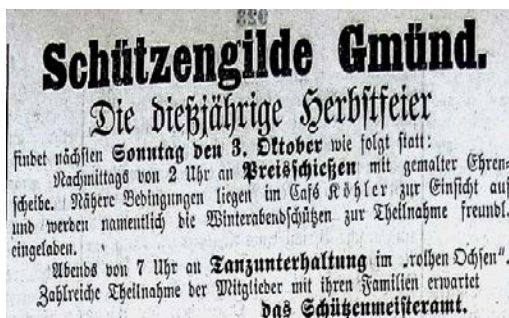 Schützengilde Gmünd.
Die dießjährige Herbstfeier
findet nächsten Sonntag den 3. Oktober wie folgt statt:
Nachmittags von 2 Uhr an Preisschießen mit gemalter Ehren-
scheibe. Nähere Bedingungen liegen im Café Köhler zur Einsicht auf
und werden namentlich die Winterabendschützen zur Theilnahme freundl.
eingeladen.
Abends von 7 Uhr an Tanzunterhaltung im „rothen Ochsen“.
Zahlreiche Theilnahme der Mitglieder mit ihren Familien erwartet
das Schützenmeisteramt.